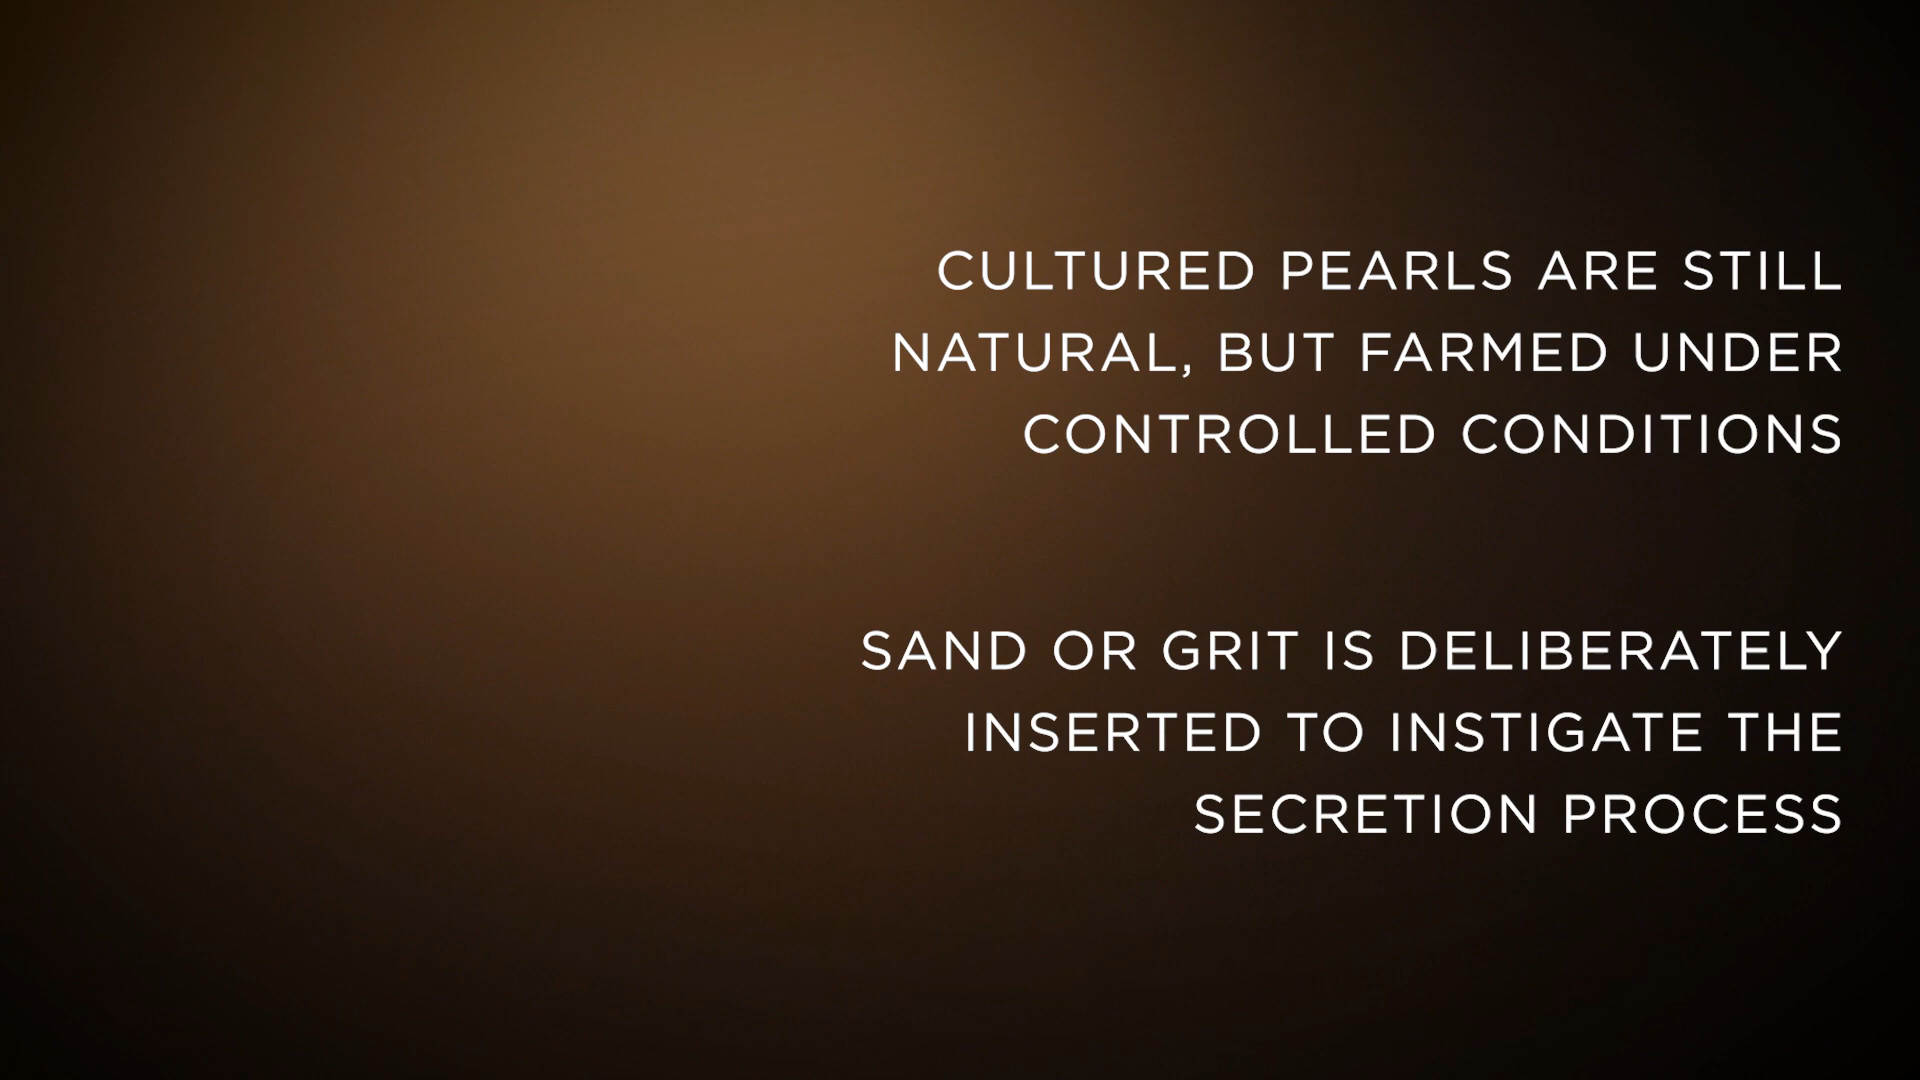 CULTURED PEARLS ARE STILL
NATURAL, BUT FARMED UNDER
CONTROLLED CONDITIONS
SAND OR GRIT IS DELIBERATELY
INSERTED TO INSTIGATE THE
SECRETION PROCESS